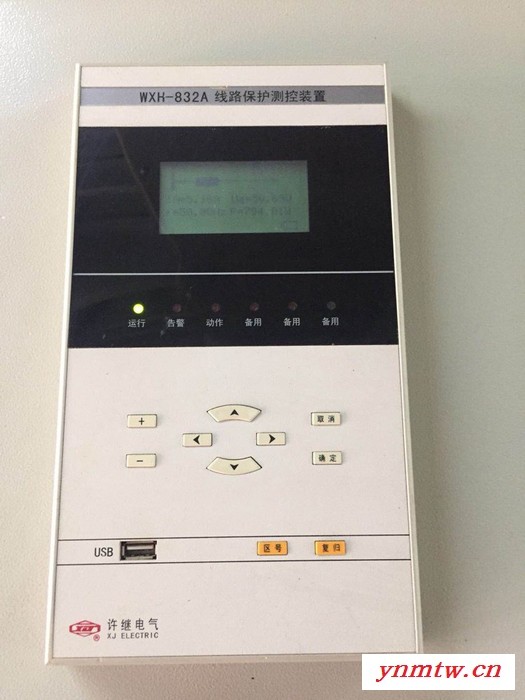 WXH-832A 线路保护测控装置
运行 告警 动作 备用 备用 备用
+ 取消
- 确定
USB 区号 复归
许继电气
XJ ELECTRIC
ynmtw.cn